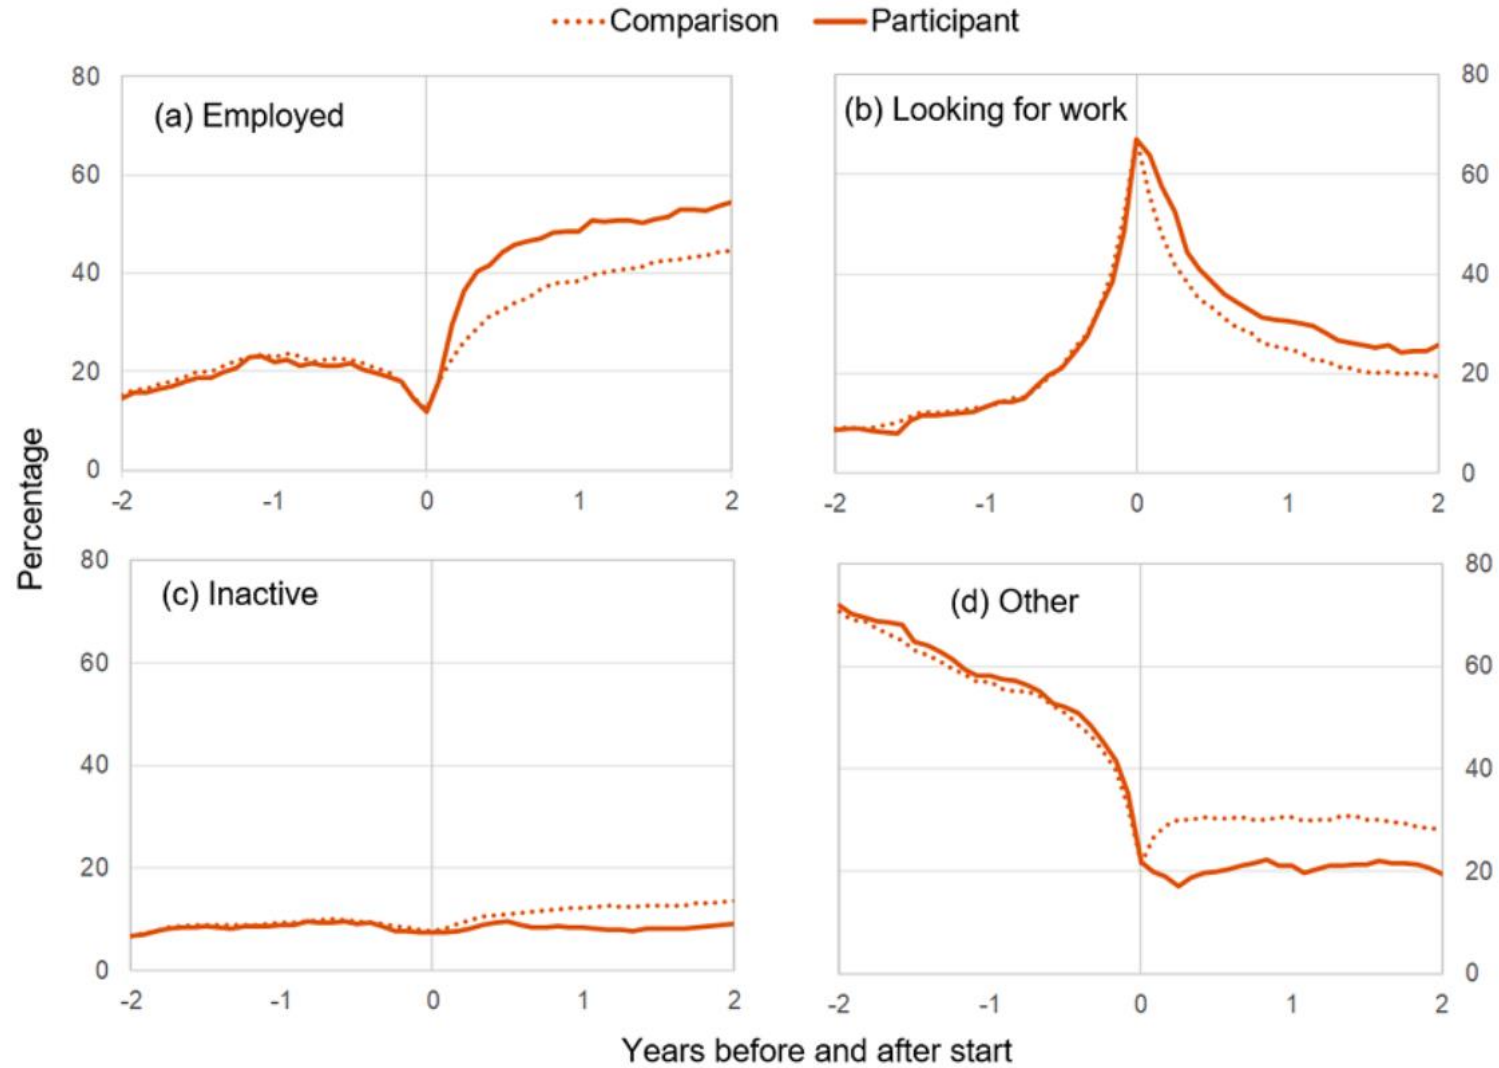 Comparison Participant
(a) Employed
80
60
40
20
0
-2 -1 0 1 2
(b) Looking for work
80
60
40
20
0
-2 -1 0 1 2
Percentage
(c) Inactive
80
60
40
20
0
-2 -1 0 1 2
(d) Other
80
60
40
20
0
-2 -1 0 1 2
Years before and after start